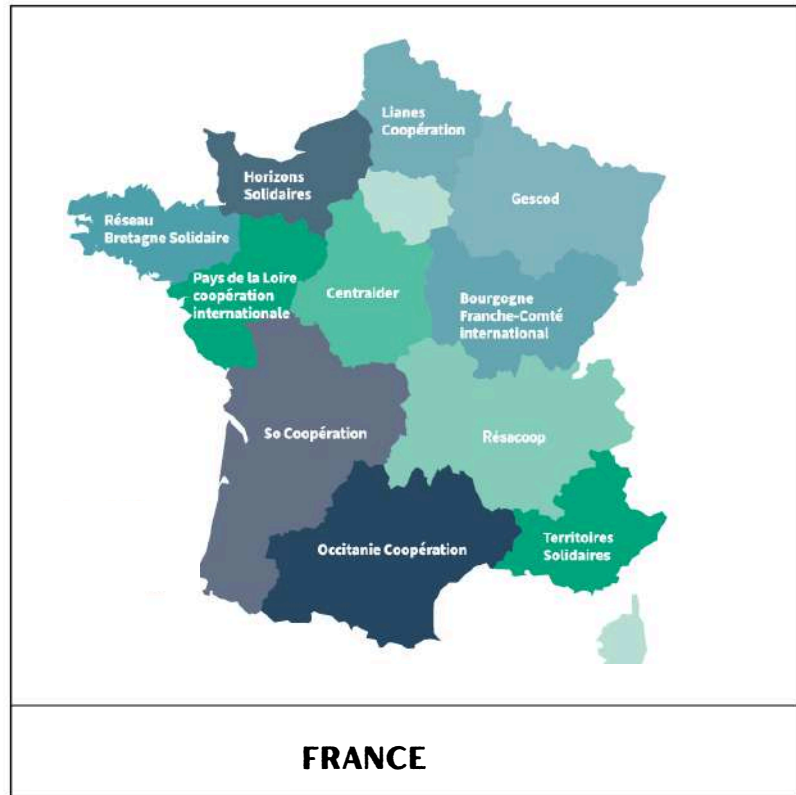 Lianes
Coopération
Horizons
Solidaires
Gescod
Réseau
Bretagne Solidaire
Pays de la Loire
coopération
internationale
Centraider
Bourgogne
Franche-Comté
international
So Coopération
Résacoop
Occitanie Coopération
Territoires
Solidaires
FRANCE